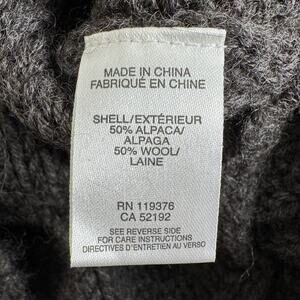 MADE IN CHINA
FABRIQUÉ EN CHINE
SHELL/EXTÉRIEUR
50% ALPACA/
ALPAGA
50% WOOL/
LAINE
RN 119376
CA 52192
SEE REVERSE SIDE
FOR CARE INSTRUCTIONS
DIRECTIVES D'ENTRETIEN AU VERSO